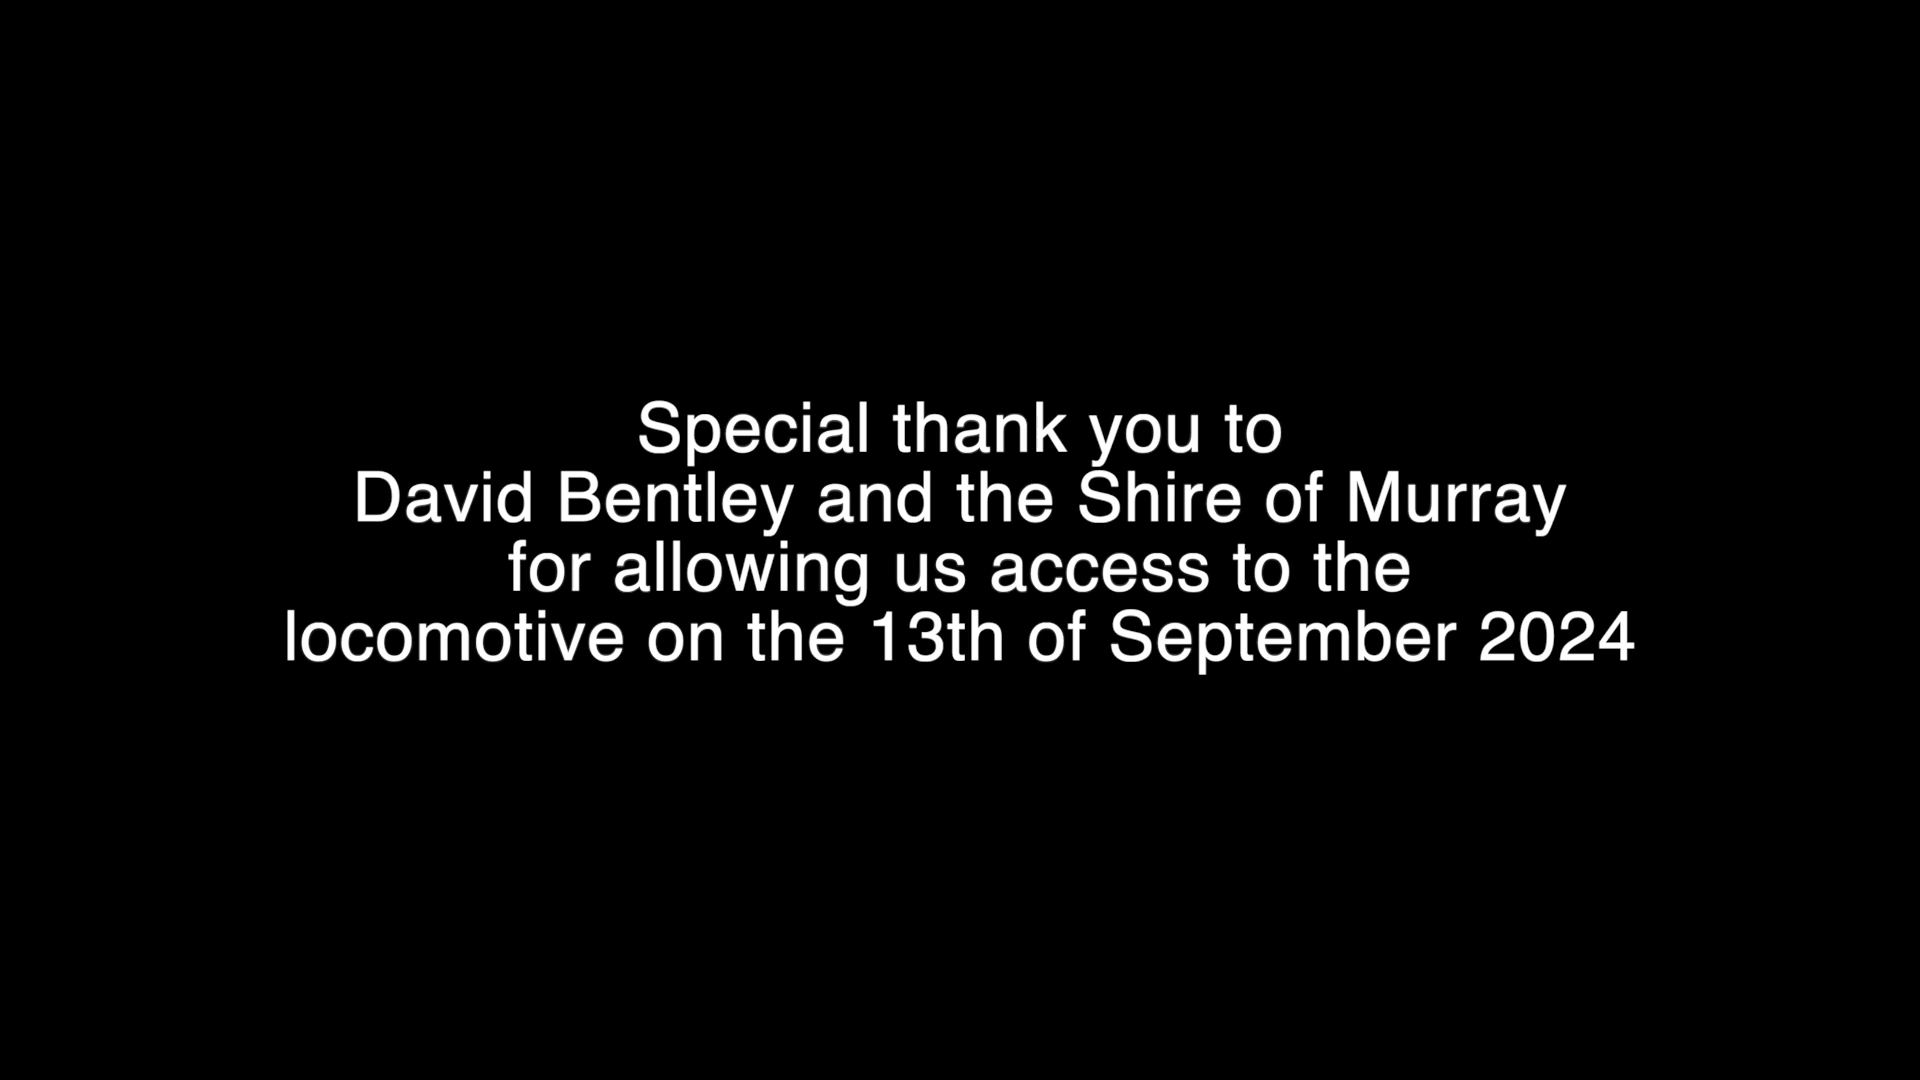 Special thank you to
David Bentley and the Shire of Murray
for allowing us access to the
locomotive on the 13th of September 2024